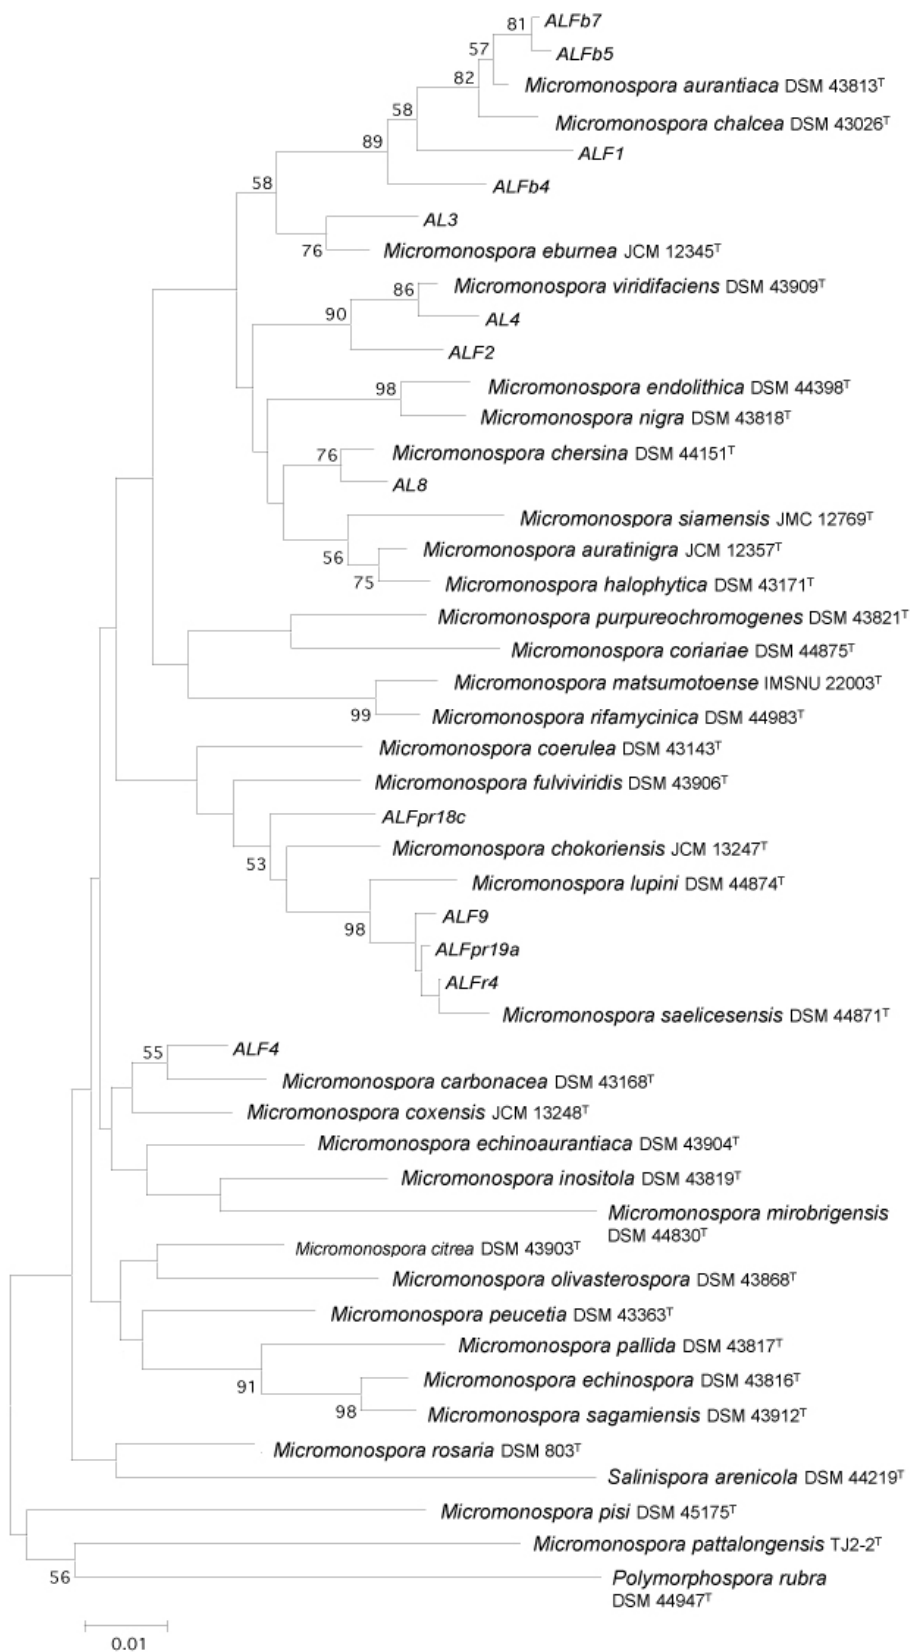 81 ALFb7
ALFb5
57
Micromonospora aurantiaca DSM 43813ᵀ
82
Micromonospora chalcea DSM 43026ᵀ
58
ALF1
89
ALFb4
58
AL3
76 Micromonospora eburnea JCM 12345ᵀ
86 Micromonospora viridifaciens DSM 43909ᵀ
90 AL4
ALF2
98 Micromonospora endolithica DSM 44398ᵀ
Micromonospora nigra DSM 43818ᵀ
76 Micromonospora chersina DSM 44151ᵀ
AL8
Micromonospora siamensis JMC 12769ᵀ
56 Micromonospora auratinigra JCM 12357ᵀ
75 Micromonospora halophytica DSM 43171ᵀ
Micromonospora purpureochromogenes DSM 43821ᵀ
Micromonospora coriariae DSM 44875ᵀ
Micromonospora matsumotoense IMSNU 22003ᵀ
99 Micromonospora rifamycinica DSM 44983ᵀ
Micromonospora coerulea DSM 43143ᵀ
Micromonospora fulviviridis DSM 43906ᵀ
ALFpr18c
53 Micromonospora chokoriensis JCM 13247ᵀ
Micromonospora lupini DSM 44874ᵀ
98 ALF9
ALFpr19a
ALFr4
Micromonospora saelicesensis DSM 44871ᵀ
55 ALF4
Micromonospora carbonacea DSM 43168ᵀ
Micromonospora coxensis JCM 13248ᵀ
Micromonospora echinoaurantiaca DSM 43904ᵀ
Micromonospora inositola DSM 43819ᵀ
Micromonospora mirobrigensis
DSM 44830ᵀ
Micromonospora citrea DSM 43903ᵀ
Micromonospora olivasterospora DSM 43868ᵀ
Micromonospora peucetia DSM 43363ᵀ
Micromonospora pallida DSM 43817ᵀ
91 Micromonospora echinospora DSM 43816ᵀ
98 Micromonospora sagamiensis DSM 43912ᵀ
Micromonospora rosaria DSM 803ᵀ
Salinispora arenicola DSM 44219ᵀ
Micromonospora pisi DSM 45175ᵀ
Micromonospora pattalongensis TJ2-2ᵀ
56 Polymorphospora rubra
DSM 44947ᵀ
0.01